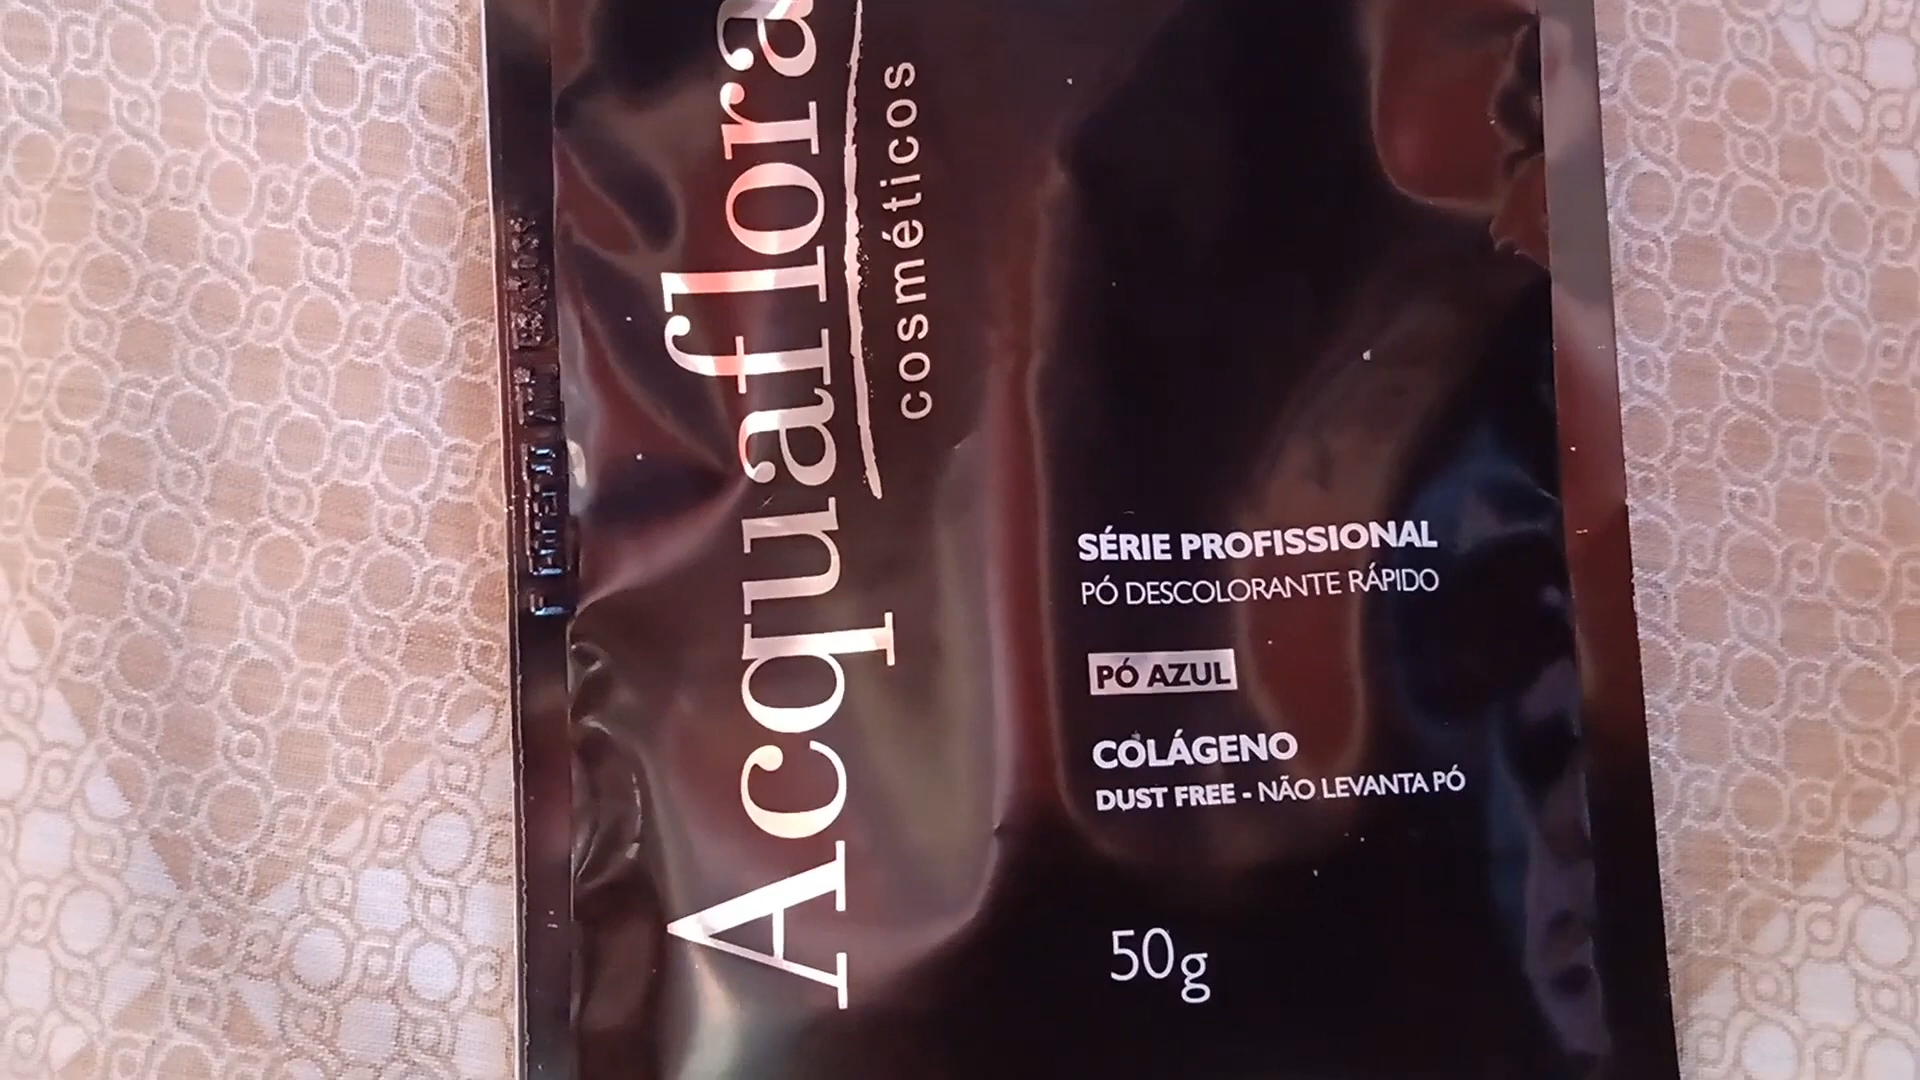 Acquaflora
cosméticos
SÉRIE PROFISSIONAL
PÓ DESCOLORANTE RÁPIDO
PÓ AZUL
COLÁGENO
DUST FREE - NÃO LEVANTA PÓ
50g